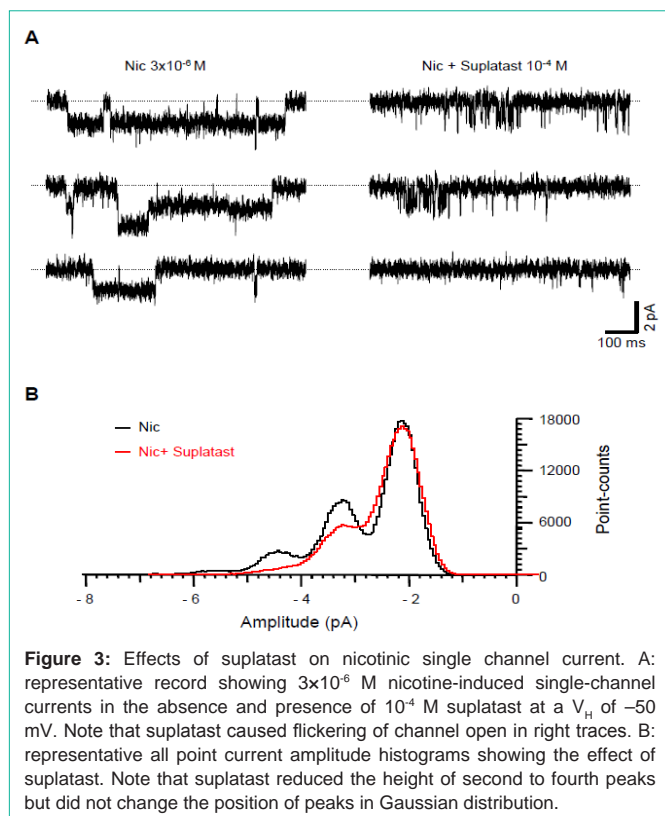 A
Nic 3x10⁻⁶ M
Nic + Suplatast 10⁻⁴ M
2 pA
100 ms
B
Nic
Nic+ Suplatast
18000
12000
6000
0
Point-counts
- 8
- 6
- 4
- 2
0
Amplitude (pA)
Figure 3: Effects of suplatast on nicotinic single channel current. A:
representative record showing 3×10⁻⁶ M nicotine-induced single-channel
currents in the absence and presence of 10⁻⁴ M suplatast at a V_H of –50
mV. Note that suplatast caused flickering of channel open in right traces. B:
representative all point current amplitude histograms showing the effect of
suplatast. Note that suplatast reduced the height of second to fourth peaks
but did not change the position of peaks in Gaussian distribution.